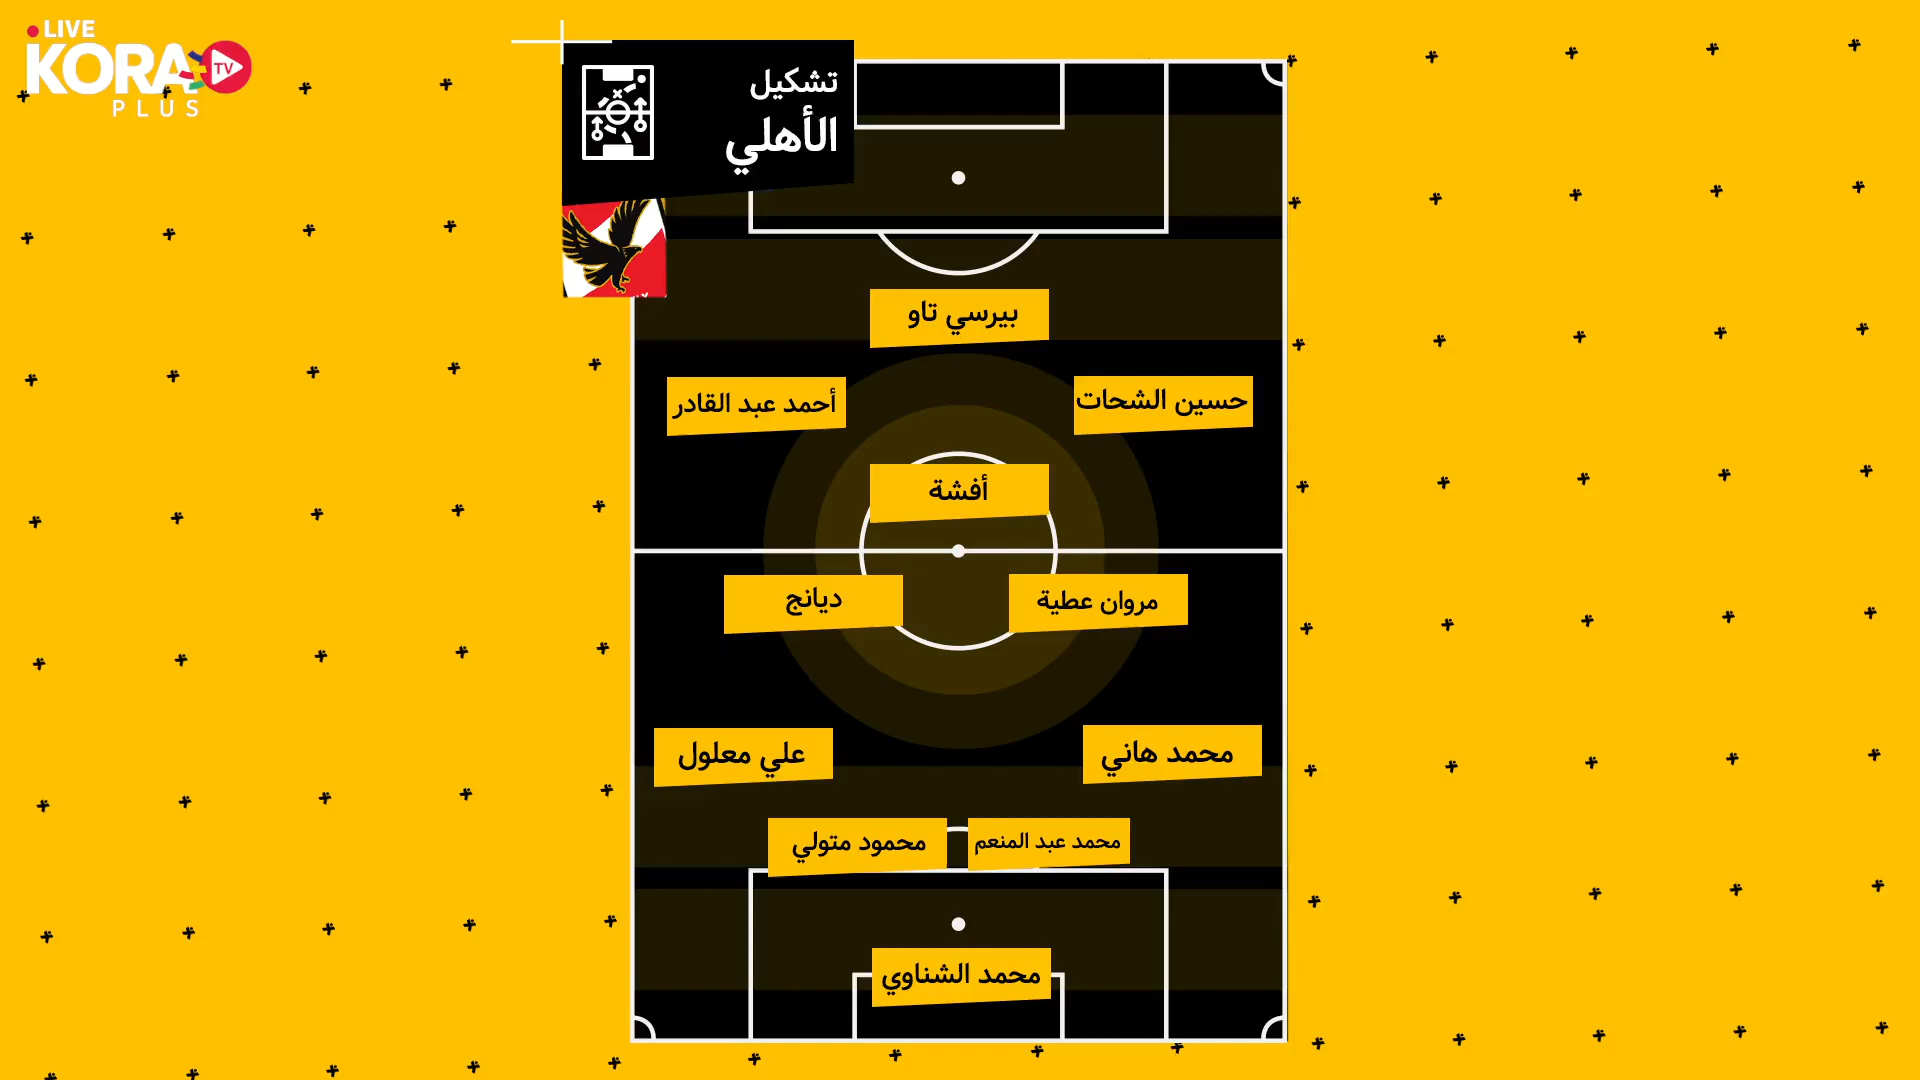 LIVE
KORA
TV
PLUS
تشكيل
الأهلي
بيرسي تاو
أحمد عبد القادر
حسين الشحات
أفشة
ديانج
مروان عطية
علي معلول
محمد هاني
محمود متولي
محمد عبد المنعم
محمد الشناوي